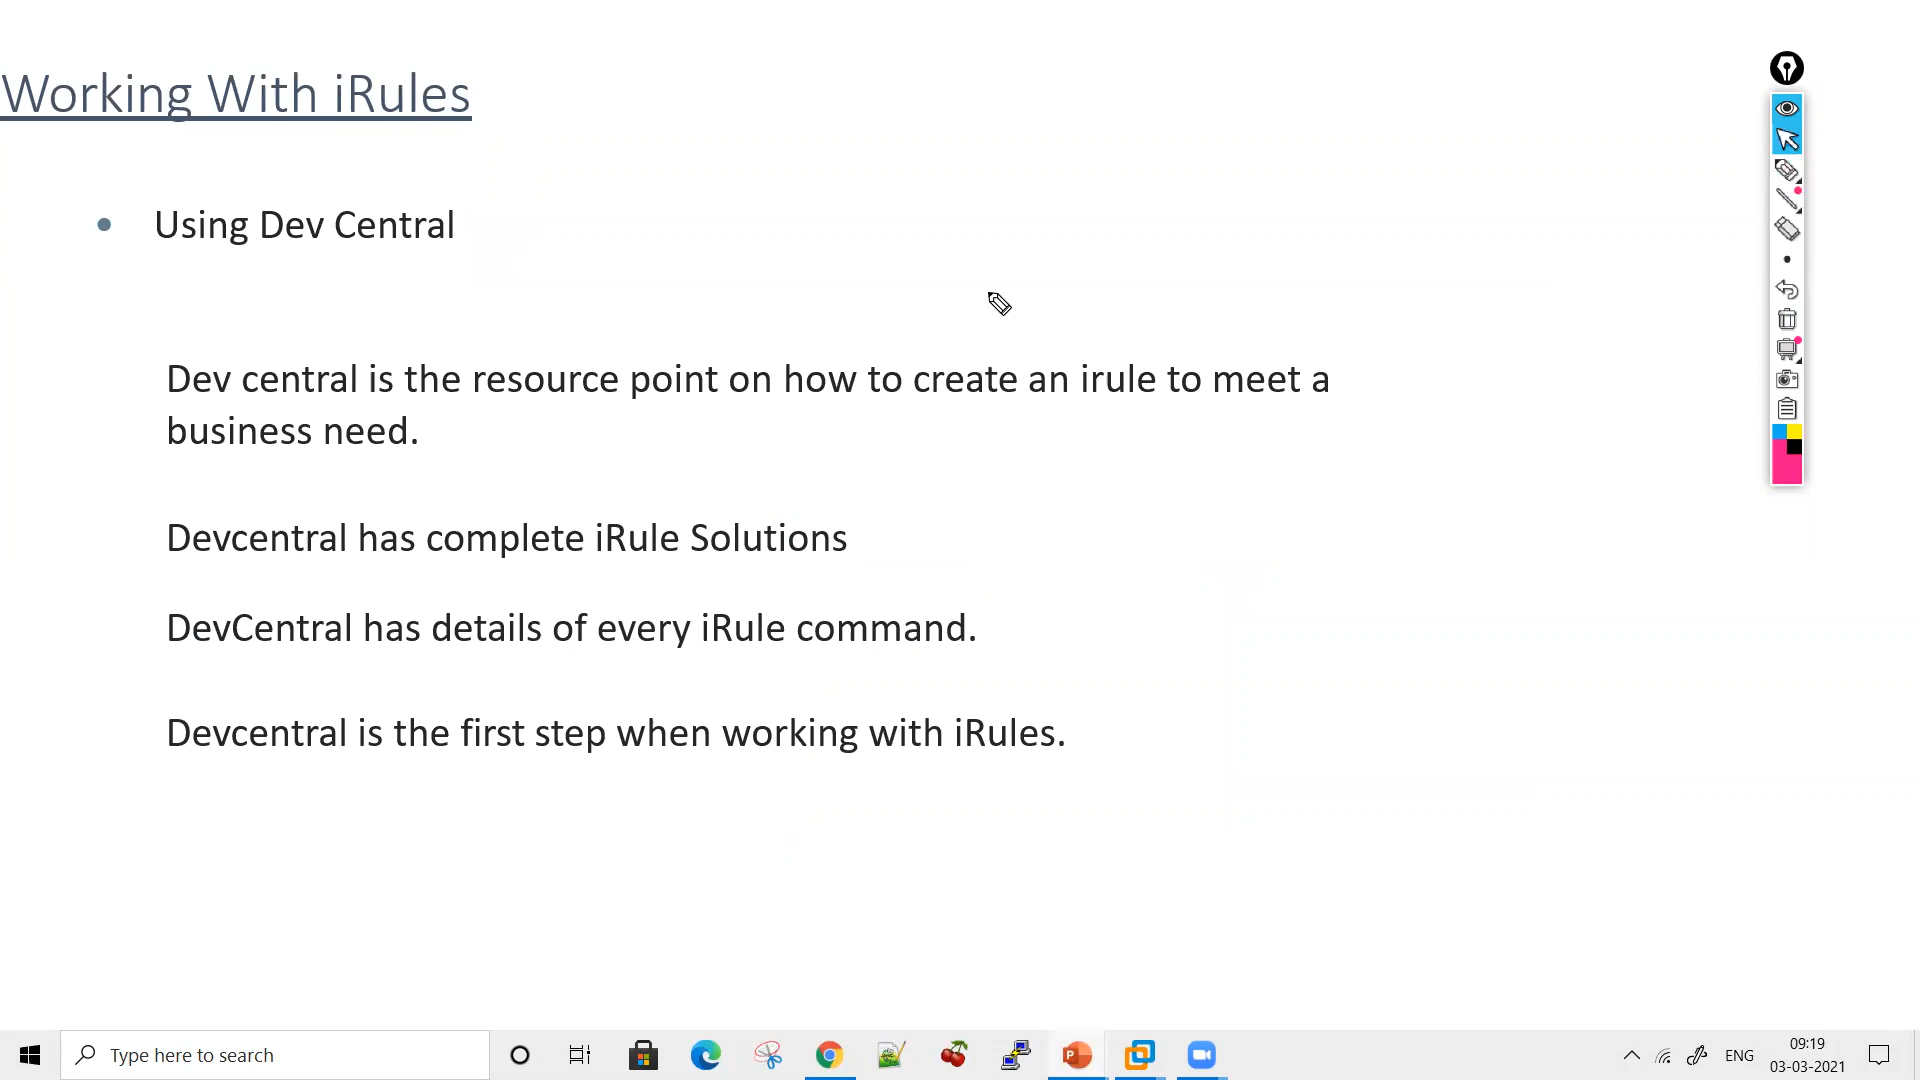 Working With iRules
• Using Dev Central
Dev central is the resource point on how to create an irule to meet a
business need.
Devcentral has complete iRule Solutions
DevCentral has details of every iRule command.
Devcentral is the first step when working with iRules.
Type here to search
ENG
09:19
03-03-2021